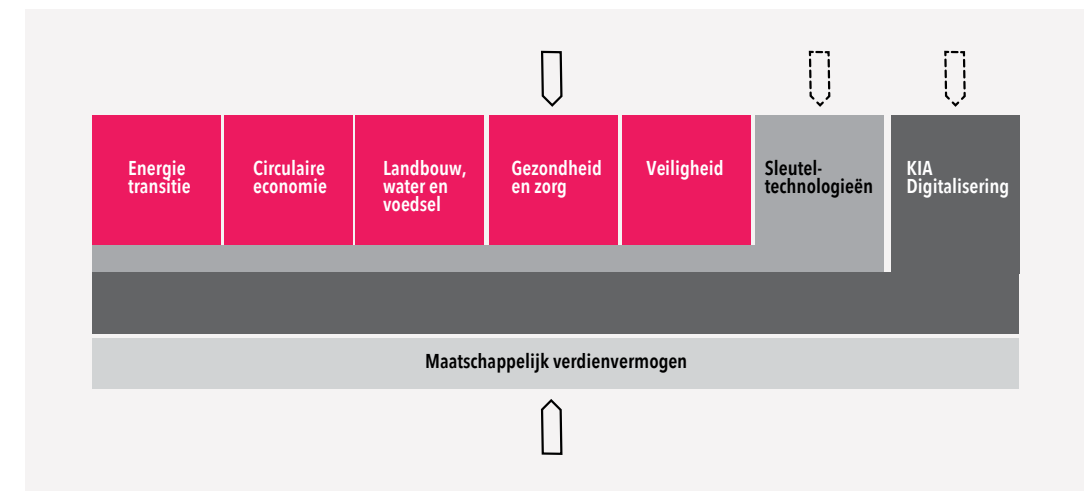 Energie
transitie
Circulaire
economie
Landbouw,
water en
voedsel
Gezondheid
en zorg
Veiligheid
Sleutel-
technologieën
KIA
Digitalisering
Maatschappelijk verdienvermogen